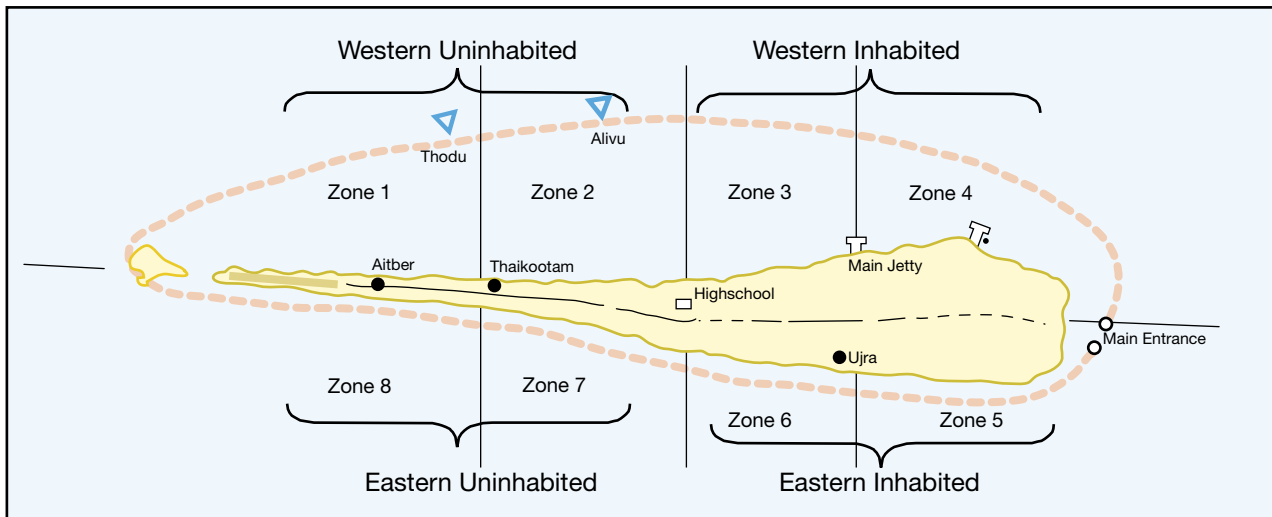 Western Uninhabited
Western Inhabited
Thodu
Alivu
Zone 1
Zone 2
Zone 3
Zone 4
Aitber
Thaikootam
Main Jetty
Highschool
Main Entrance
Ujra
Zone 8
Zone 7
Zone 6
Zone 5
Eastern Uninhabited
Eastern Inhabited